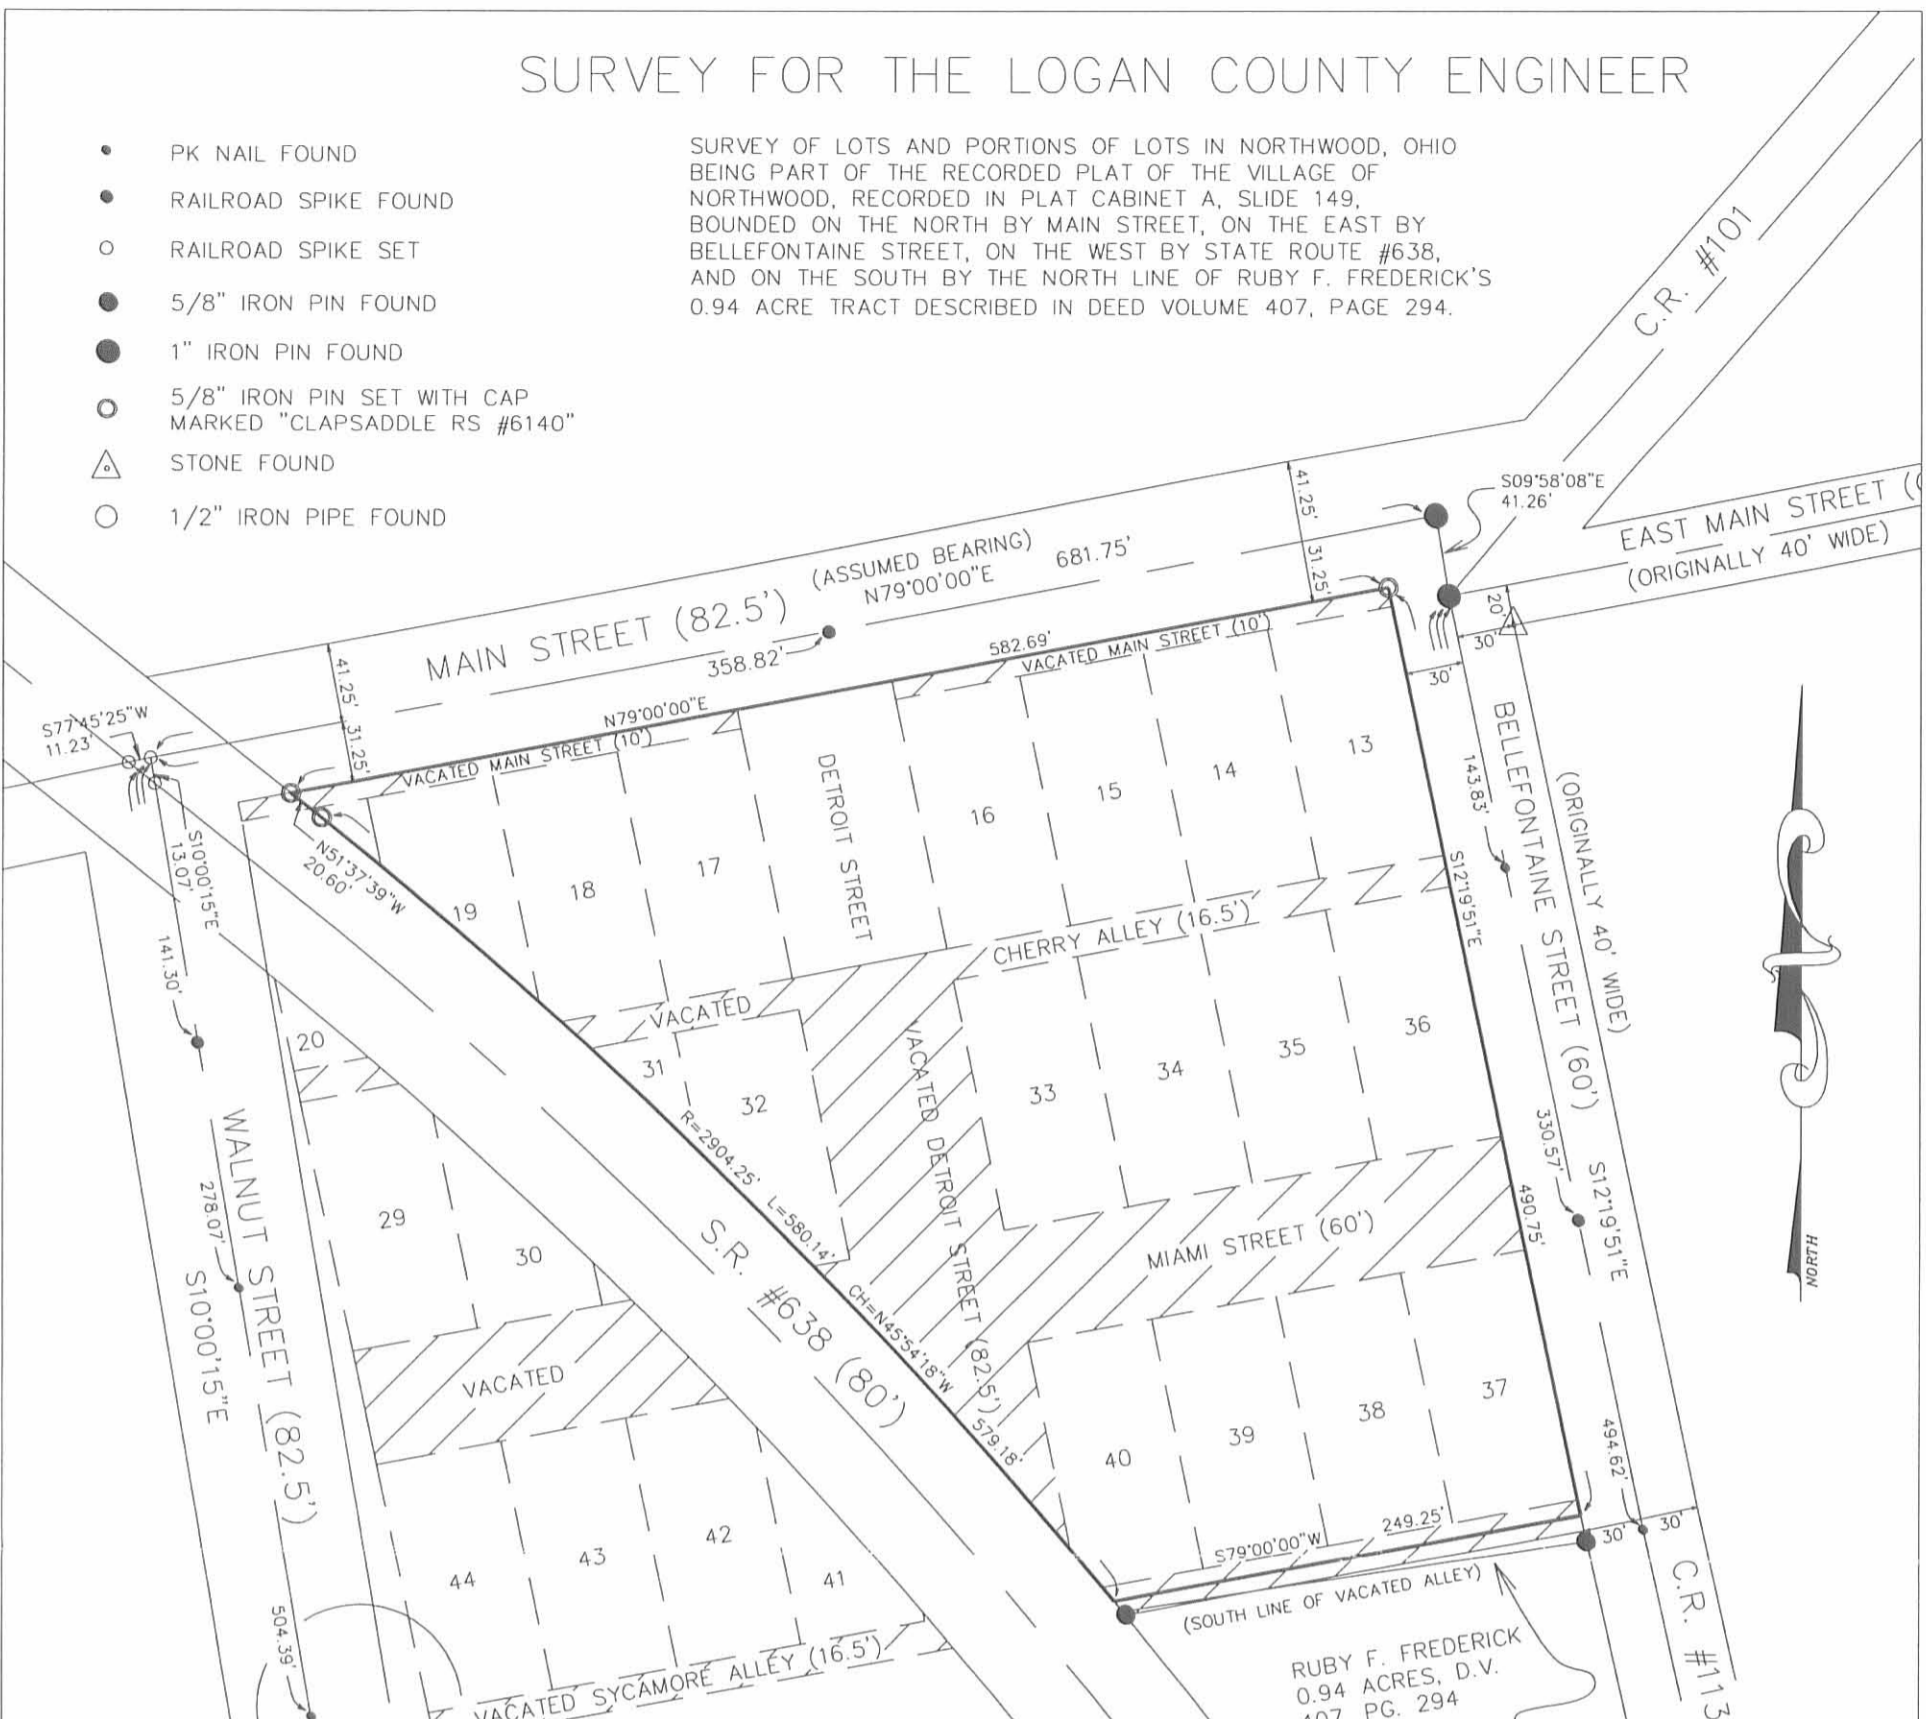 SURVEY FOR THE LOGAN COUNTY ENGINEER
PK NAIL FOUND
RAILROAD SPIKE FOUND
RAILROAD SPIKE SET
5/8" IRON PIN FOUND
1" IRON PIN FOUND
5/8" IRON PIN SET WITH CAP
MARKED "CLAPSADDLE RS #6140"
STONE FOUND
1/2" IRON PIPE FOUND
SURVEY OF LOTS AND PORTIONS OF LOTS IN NORTHWOOD, OHIO
BEING PART OF THE RECORDED PLAT OF THE VILLAGE OF
NORTHWOOD, RECORDED IN PLAT CABINET A, SLIDE 149,
BOUNDED ON THE NORTH BY MAIN STREET, ON THE EAST BY
BELLEFONTAINE STREET, ON THE WEST BY STATE ROUTE #638,
AND ON THE SOUTH BY THE NORTH LINE OF RUBY F. FREDERICK'S
0.94 ACRE TRACT DESCRIBED IN DEED VOLUME 407, PAGE 294.
C.R. #101
S09°58'08"E
41.26'
EAST MAIN STREET (
(ORIGINALLY 40' WIDE)
41.25'
31.25'
(ASSUMED BEARING)
N79°00'00"E
681.75'
MAIN STREET (82.5')
358.82'
582.69'
VACATED MAIN STREET (10')
20'
30'
30'
41.25'
31.25'
S77°45'25"W
11.23'
N79°00'00"E
VACATED MAIN STREET (10')
S10°00'15"E
13.07'
N51°37'39"W
20.60'
141.30'
19
18
17
DETROIT STREET
16
15
14
13
BELLEFONTAINE STREET (60')
(ORIGINALLY 40' WIDE)
143.83'
S12°19'51"E
CHERRY ALLEY (16.5')
VACATED
20
31
32
VACATED DETROIT STREET (82.5')
33
34
35
36
330.57'
S12°19'51"E
490.75'
R=2904.25'
L=580.14'
CH=N45°54'18"W
579.18'
WALNUT STREET (82.5')
278.07'
S10°00'15"E
29
30
S.R. #638 (80')
MIAMI STREET (60')
VACATED
40
39
38
37
494.62'
44
43
42
41
S79°00'00"W
249.25'
30'
30'
(SOUTH LINE OF VACATED ALLEY)
504.39'
VACATED SYCAMORE ALLEY (16.5')
RUBY F. FREDERICK
0.94 ACRES, D.V.
407, PG. 294
C.R. #113
NORTH